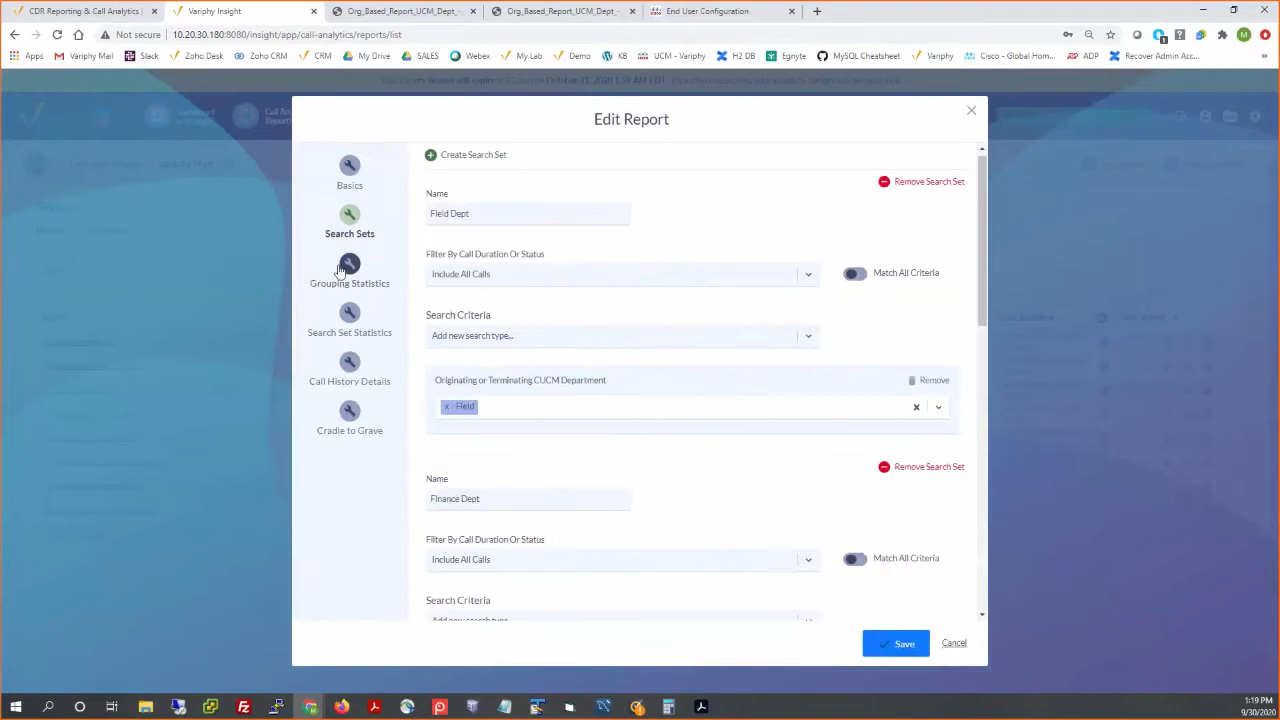 CDR Reporting & Call Analytics |
Variphy Insight
Org_Based_Report_UCM_Dept_-
Org_Based_Report_UCM_Dept_-
End User Configuration
Not secure | 10.20.30.180:8080/insight/app/call-analytics/reports/list
M
Apps
Variphy Mail
Slack
Zoho Desk
Zoho CRM
CRM
My Drive
SALES
Webex
My Lab
Demo
KB
UCM - Variphy
H2 DB
Egnyte
MySQL Cheatsheet
Variphy
Cisco - Global Hom...
ADP
Recover Admin Acc...
Edit Report
Basics
Search Sets
Grouping Statistics
Search Set Statistics
Call History Details
Cradle to Grave
Create Search Set
Remove Search Set
Name
Field Dept
Filter By Call Duration Or Status
Include All Calls
Match All Criteria
Search Criteria
Add new search type...
Originating or Terminating CUCM Department
Remove
x Field
Remove Search Set
Name
Finance Dept
Filter By Call Duration Or Status
Include All Calls
Match All Criteria
Search Criteria
Add new search type...
Save
Cancel
1:19 PM
9/30/2020